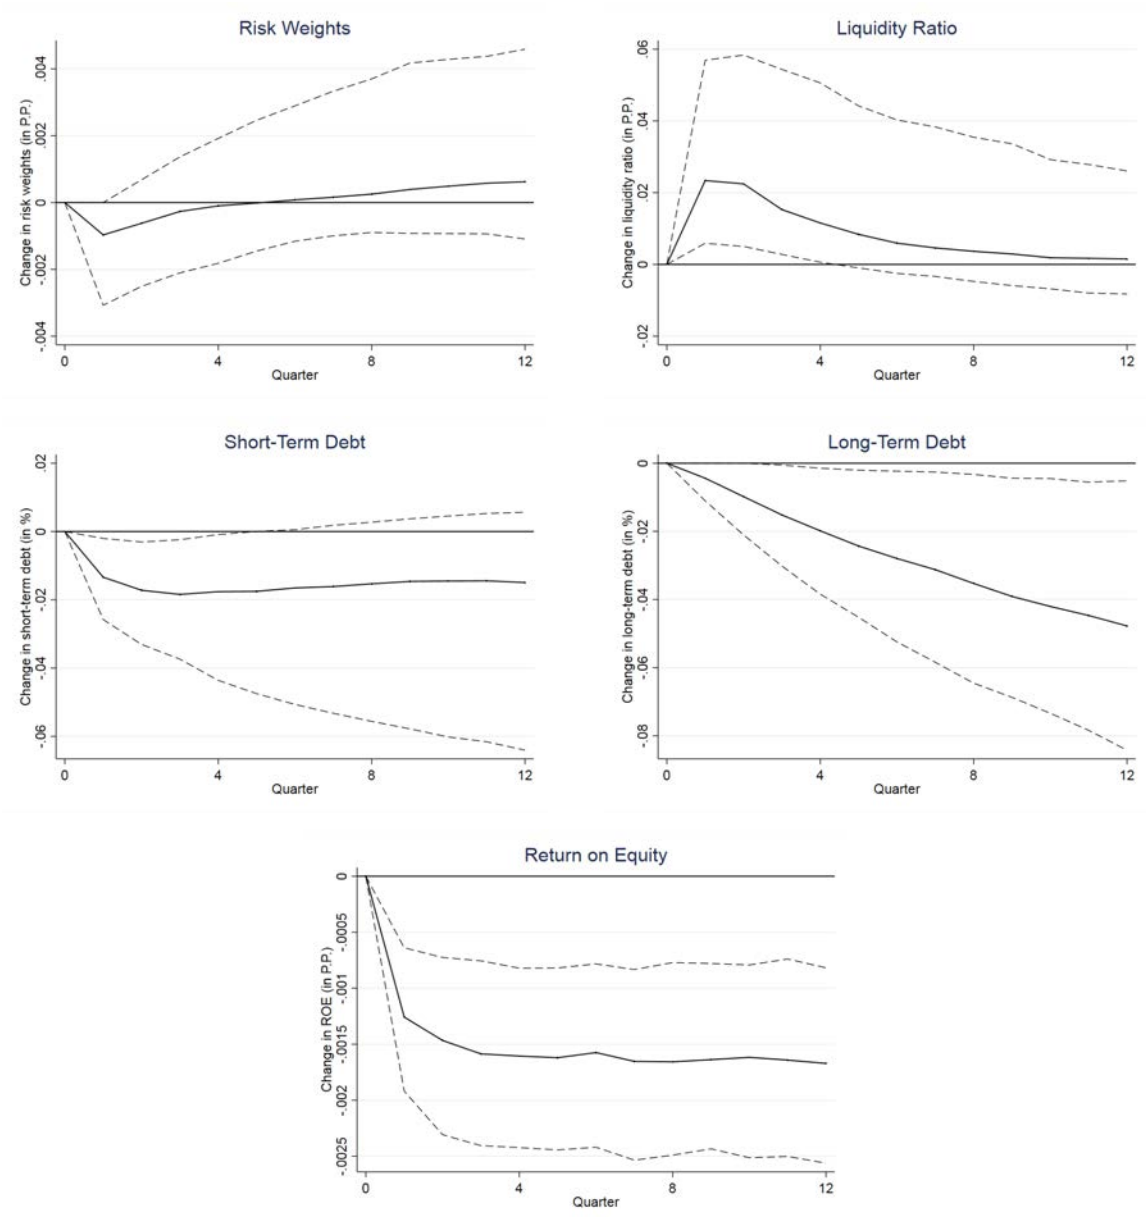 Risk Weights
Change in risk weights (in P.P.)
.004
.002
0
-.002
-.004
0 4 8 12
Quarter
Liquidity Ratio
Change in liquidity ratio (in P.P.)
.06
.04
.02
0
-.02
0 4 8 12
Quarter
Short-Term Debt
Change in short-term debt (in %)
.02
0
-.02
-.04
-.06
0 4 8 12
Quarter
Long-Term Debt
Change in long-term debt (in %)
0
-.02
-.04
-.06
-.08
0 4 8 12
Quarter
Return on Equity
Change in ROE (in P.P.)
0
-.0005
-.001
-.0015
-.002
-.0025
0 4 8 12
Quarter